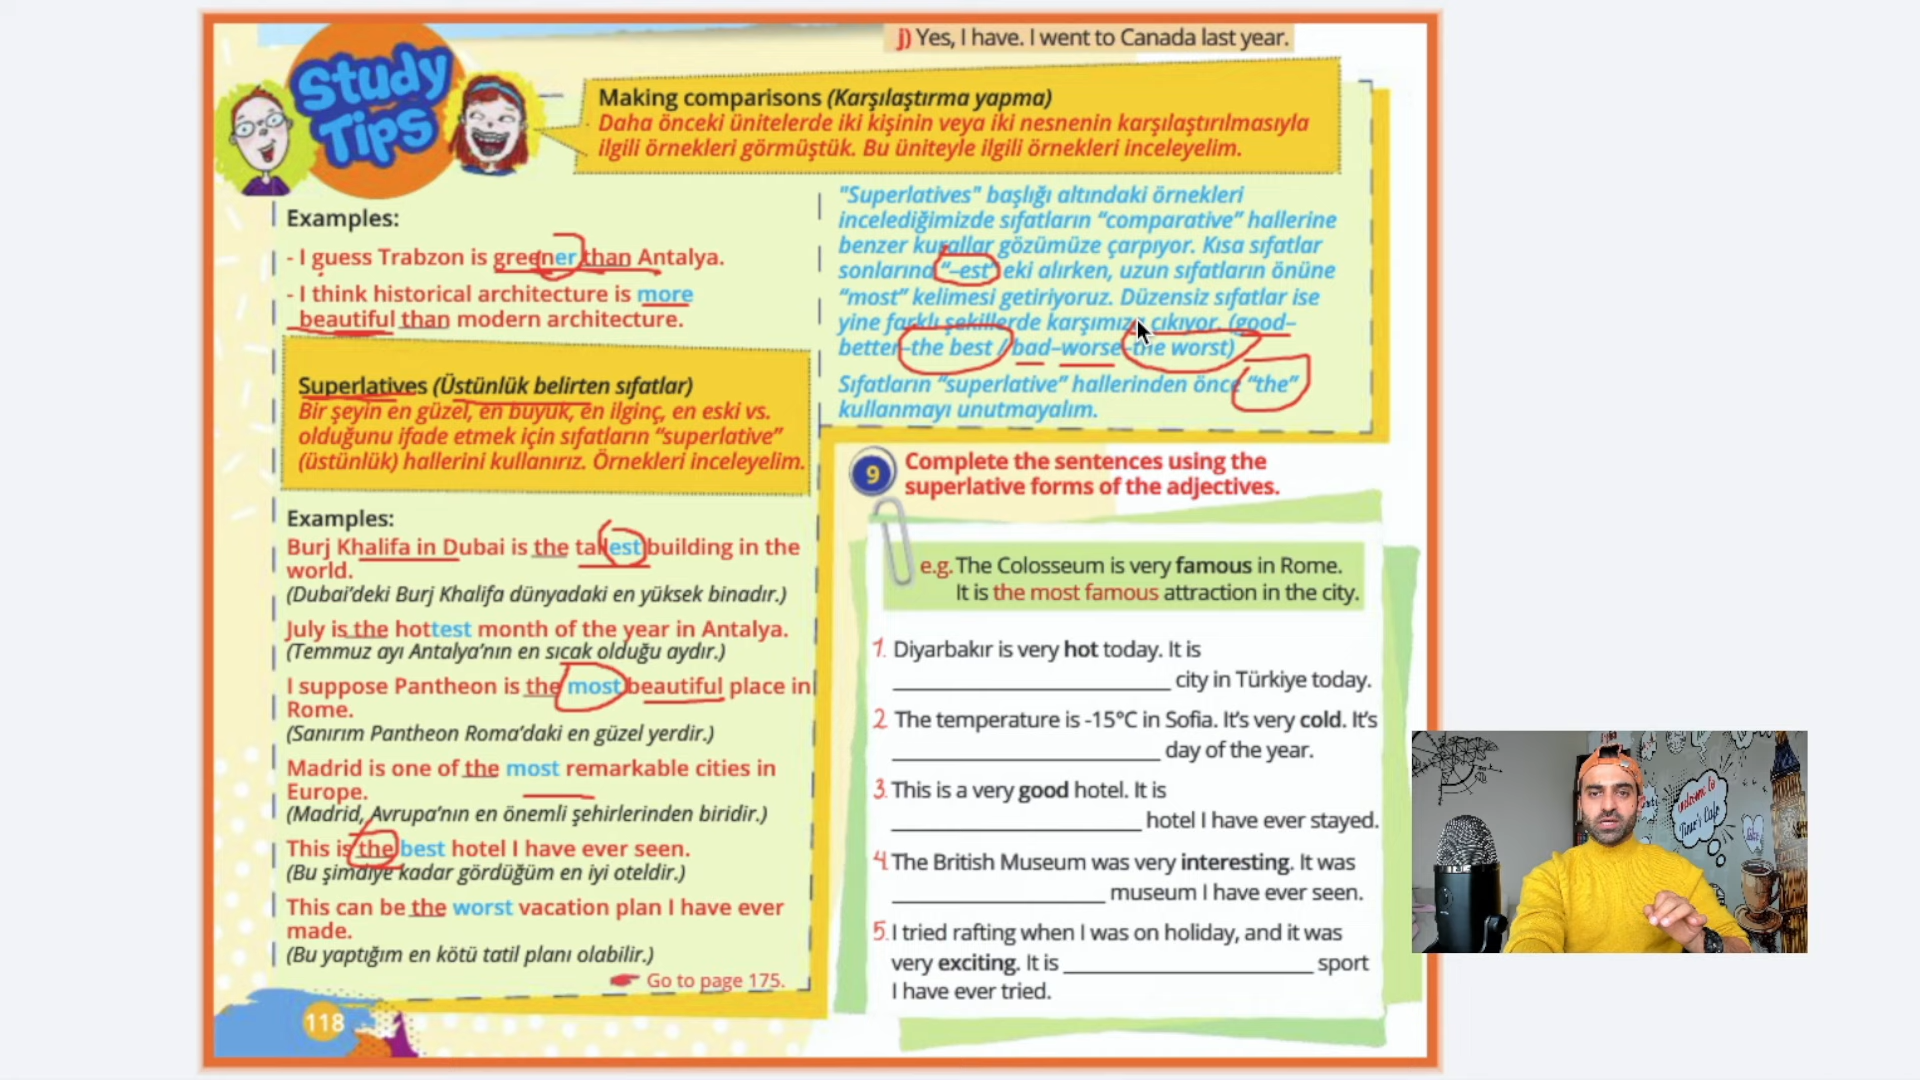 j) Yes, I have. I went to Canada last year.
Study
Tips
Making comparisons (Karşılaştırma yapma)
Daha önceki ünitelerde iki kişinin veya iki nesnenin karşılaştırılmasıyla
ilgili örnekleri görmüştük. Bu üniteyle ilgili örnekleri inceleyelim.
Examples:
- I guess Trabzon is greener than Antalya.
- I think historical architecture is more
beautiful than modern architecture.
Superlatives (Üstünlük belirten sıfatlar)
Bir şeyin en güzel, en büyük, en ilginç, en eski vs.
olduğunu ifade etmek için sıfatların “superlative”
(üstünlük) hallerini kullanırız. Örnekleri inceleyelim.
Examples:
Burj Khalifa in Dubai is the tallest building in the
world.
(Dubai’deki Burj Khalifa dünyadaki en yüksek binadır.)
July is the hottest month of the year in Antalya.
(Temmuz ayı Antalya’nın en sıcak olduğu aydır.)
I suppose Pantheon is the most beautiful place in
Rome.
(Sanırım Pantheon Roma’daki en güzel yerdir.)
Madrid is one of the most remarkable cities in
Europe.
(Madrid, Avrupa’nın en önemli şehirlerinden biridir.)
This is the best hotel I have ever seen.
(Bu şimdiye kadar gördüğüm en iyi oteldir.)
This can be the worst vacation plan I have ever
made.
(Bu yaptığım en kötü tatil planı olabilir.)
Go to page 175.
118
"Superlatives" başlığı altındaki örnekleri
incelediğimizde sıfatların “comparative” hallerine
benzer kurallar gözümüze çarpıyor. Kısa sıfatlar
sonlarına “–est” eki alırken, uzun sıfatların önüne
“most” kelimesi getiriyoruz. Düzensiz sıfatlar ise
yine farklı şekillerde karşımıza çıkıyor. (good–
better–the best / bad–worse–the worst)
Sıfatların “superlative” hallerinden önce “the”
kullanmayı unutmayalım.
9 Complete the sentences using the
superlative forms of the adjectives.
e.g. The Colosseum is very famous in Rome.
It is the most famous attraction in the city.
1. Diyarbakır is very hot today. It is
____ city in Türkiye today.
2 The temperature is -15°C in Sofia. It’s very cold. It’s
____ day of the year.
3. This is a very good hotel. It is
____ hotel I have ever stayed.
4. The British Museum was very interesting. It was
____ museum I have ever seen.
5. I tried rafting when I was on holiday, and it was
very exciting. It is ____ sport
I have ever tried.
welcome to
Time's Cafe